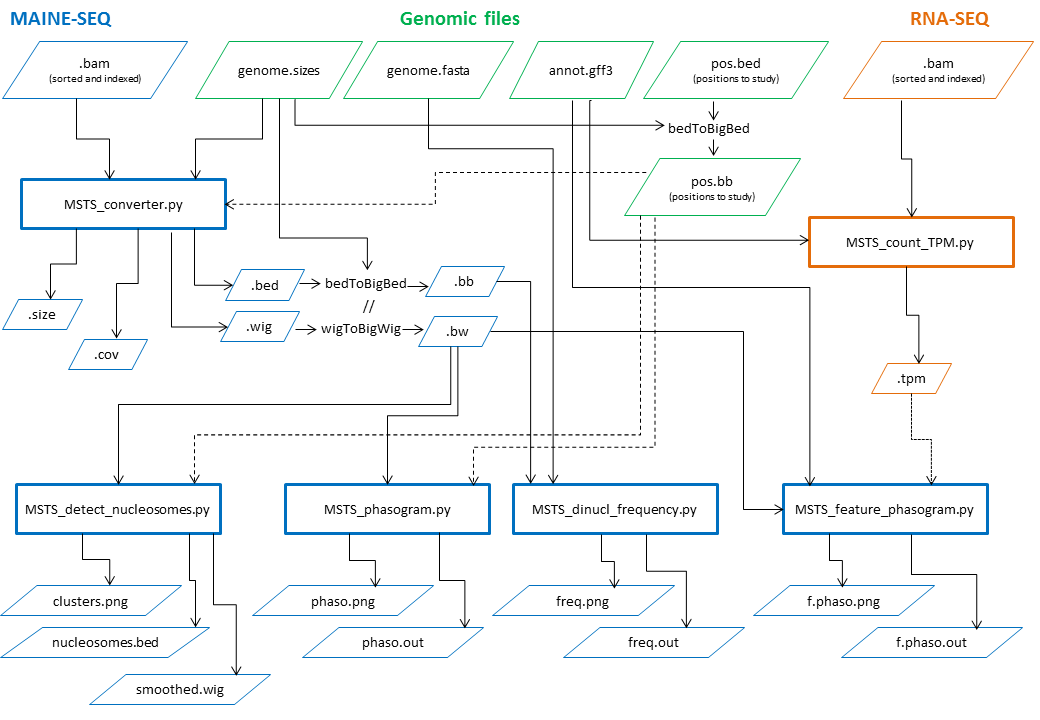 MAINE-SEQ
Genomic files
RNA-SEQ
.bam
(sorted and indexed)
genome.sizes
genome.fasta
annot.gff3
pos.bed
(positions to study)
.bam
(sorted and indexed)
bedToBigBed
pos.bb
(positions to study)
MSTS_converter.py
MSTS_count_TPM.py
.bed
bedToBigBed
.bb
.size
//
.wig
wigToBigWig
.bw
.cov
.tpm
MSTS_detect_nucleosomes.py
MSTS_phasogram.py
MSTS_dinucl_frequency.py
MSTS_feature_phasogram.py
clusters.png
phaso.png
freq.png
f.phaso.png
nucleosomes.bed
phaso.out
freq.out
f.phaso.out
smoothed.wig